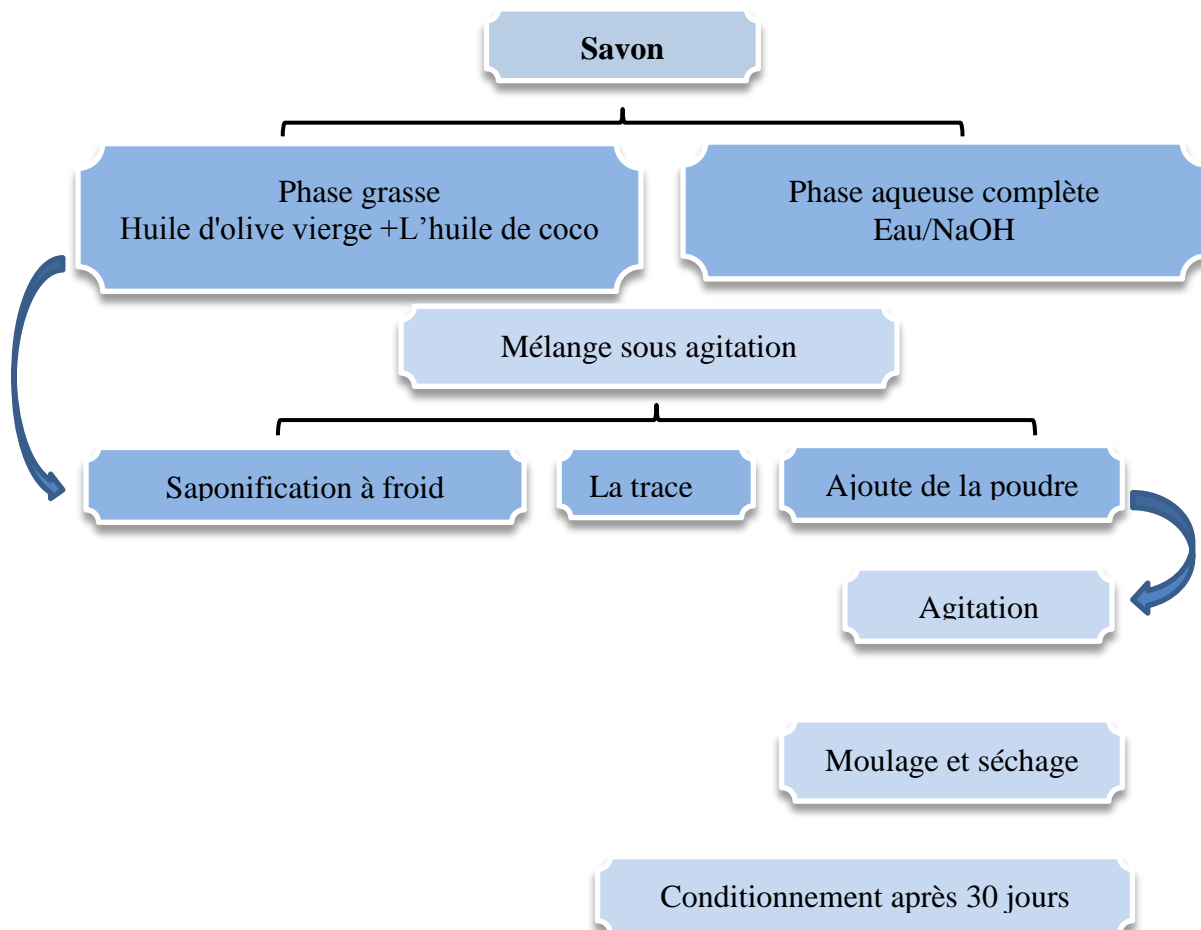 Savon
Phase grasse
Huile d'olive vierge +L’huile de coco
Phase aqueuse complète
Eau/NaOH
Mélange sous agitation
Saponification à froid
La trace
Ajoute de la poudre
Agitation
Moulage et séchage
Conditionnement après 30 jours